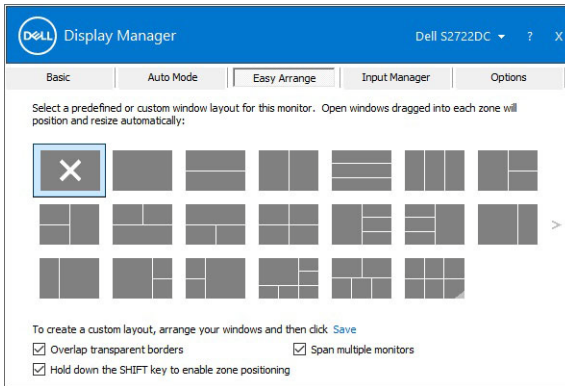 DELL Display Manager Dell S2722DC ? X
Basic Auto Mode Easy Arrange Input Manager Options
Select a predefined or custom window layout for this monitor. Open windows dragged into each zone will
position and resize automatically:
>
To create a custom layout, arrange your windows and then click Save
Overlap transparent borders Span multiple monitors
Hold down the SHIFT key to enable zone positioning